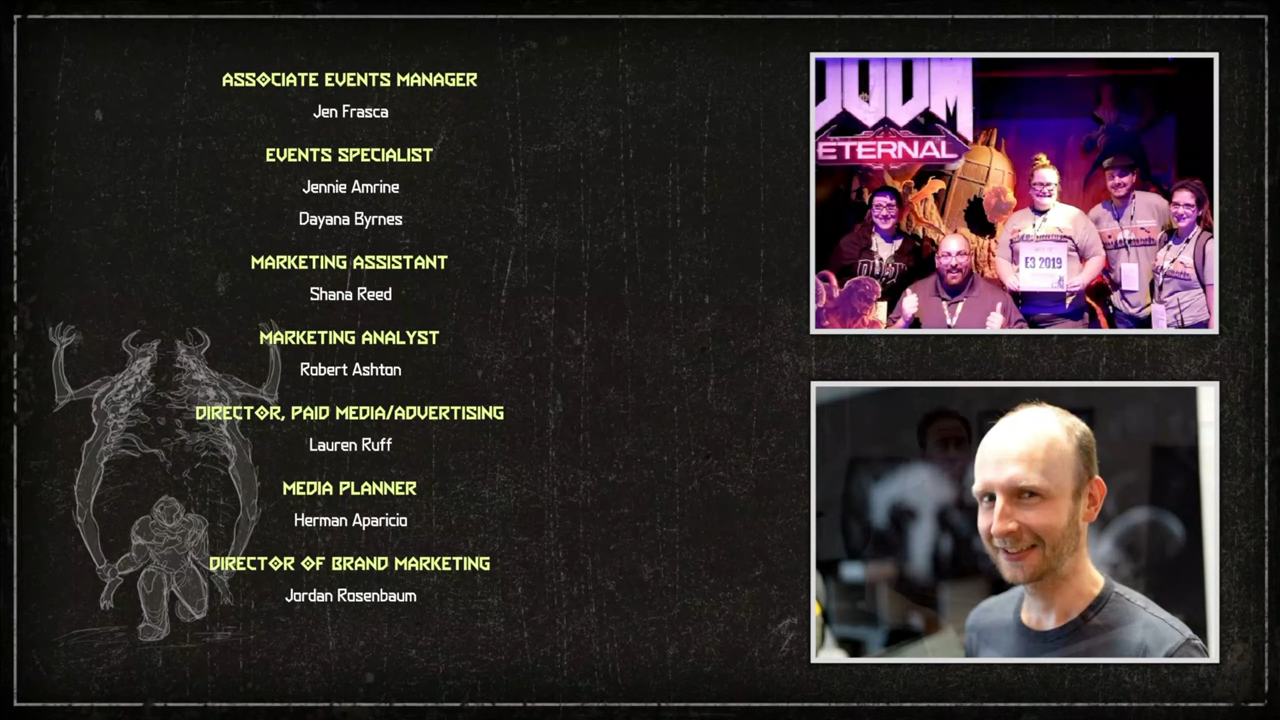 ASSOCIATE EVENTS MANAGER
Jen Frasca
EVENTS SPECIALIST
Jennie Amrine
Dayana Byrnes
MARKETING ASSISTANT
Shana Reed
MARKETING ANALYST
Robert Ashton
DIRECTOR, PAID MEDIA/ADVERTISING
Lauren Ruff
MEDIA PLANNER
Herman Aparicio
DIRECTOR OF BRAND MARKETING
Jordan Rosenbaum
DOOM
ETERNAL
E3 2019